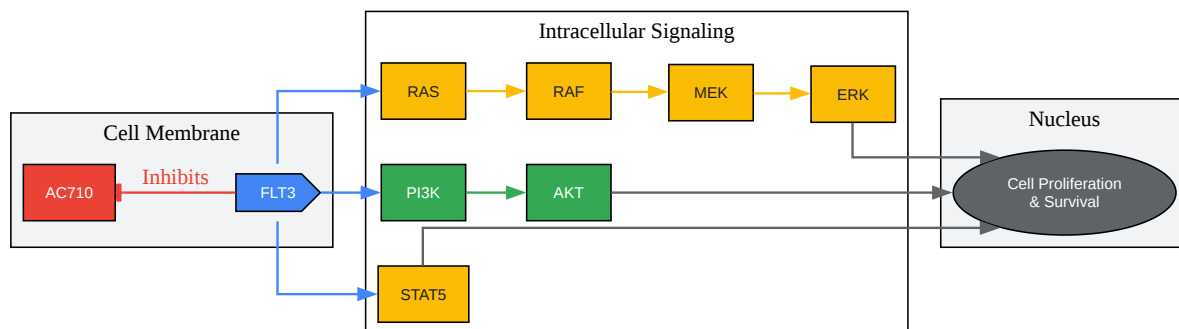 Intracellular Signaling
RAS
RAF
MEK
ERK
Cell Membrane
Nucleus
AC710
Inhibits
FLT3
PI3K
AKT
Cell Proliferation
& Survival
STAT5